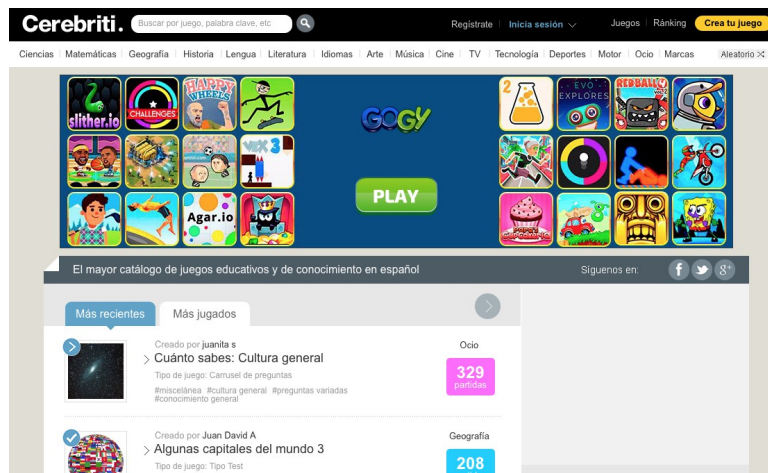 Cerebriti.
Buscar por juego, palabra clave, etc
Regístrate Inicia sesión Juegos Ránking Crea tu juego
Ciencias Matemáticas Geografía Historia Lengua Literatura Idiomas Arte Música Cine TV Tecnología Deportes Motor Ocio Marcas Aleatorio
slither.io CHALLENGES HAPPY WHEELS GOGY 2 EVO EXPLORES RED BALL 4
VEX 3
PLAY
Agar.io
El mayor catálogo de juegos educativos y de conocimiento en español Síguenos en:
f g+
Más recientes Más jugados
Creado por juanita s Ocio
Cuánto sabes: Cultura general
Tipo de juego: Carrusel de preguntas
329
partidas
#miscelánea #cultura general #preguntas variadas
#conocimiento general
Creado por Juan David A Geografía
Algunas capitales del mundo 3
Tipo de juego: Tipo Test
208